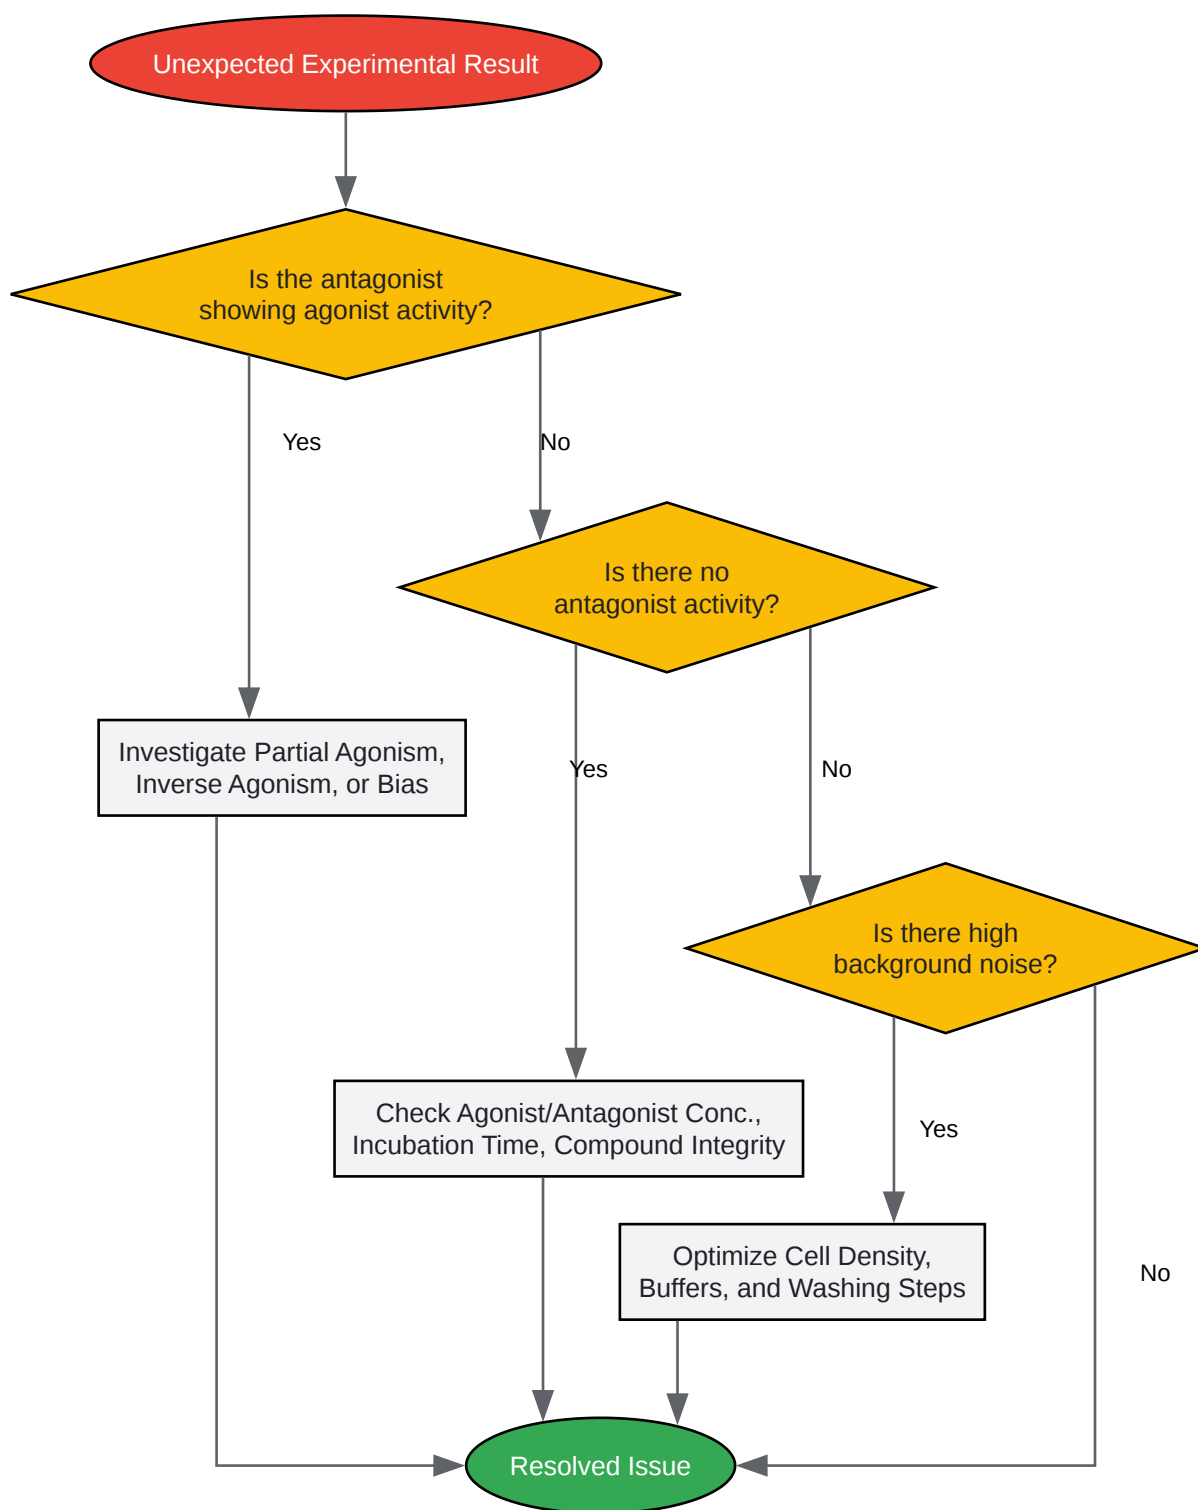 Unexpected Experimental Result
Is the antagonist
showing agonist activity?
Yes
No
Is there no
antagonist activity?
Investigate Partial Agonism,
Inverse Agonism, or Bias
Yes
No
Is there high
background noise?
Check Agonist/Antagonist Conc.,
Incubation Time, Compound Integrity
Yes
Optimize Cell Density,
Buffers, and Washing Steps
No
Resolved Issue